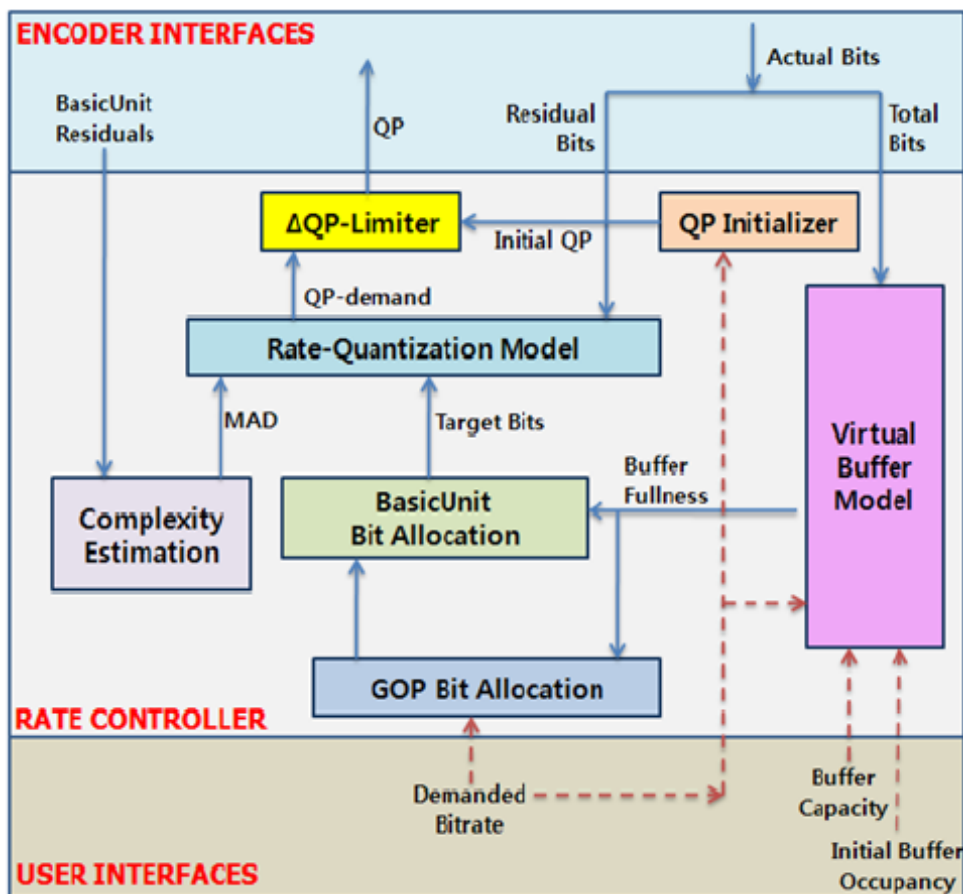 ENCODER INTERFACES
Actual Bits
BasicUnit
Residuals
QP
Residual
Bits
Total
Bits
ΔQP-Limiter
Initial QP
QP Initializer
QP-demand
Rate-Quantization Model
MAD
Target Bits
Virtual
Buffer
Model
Buffer
Fullness
Complexity
Estimation
BasicUnit
Bit Allocation
GOP Bit Allocation
RATE CONTROLLER
Demanded
Bitrate
Buffer
Capacity
Initial Buffer
Occupancy
USER INTERFACES